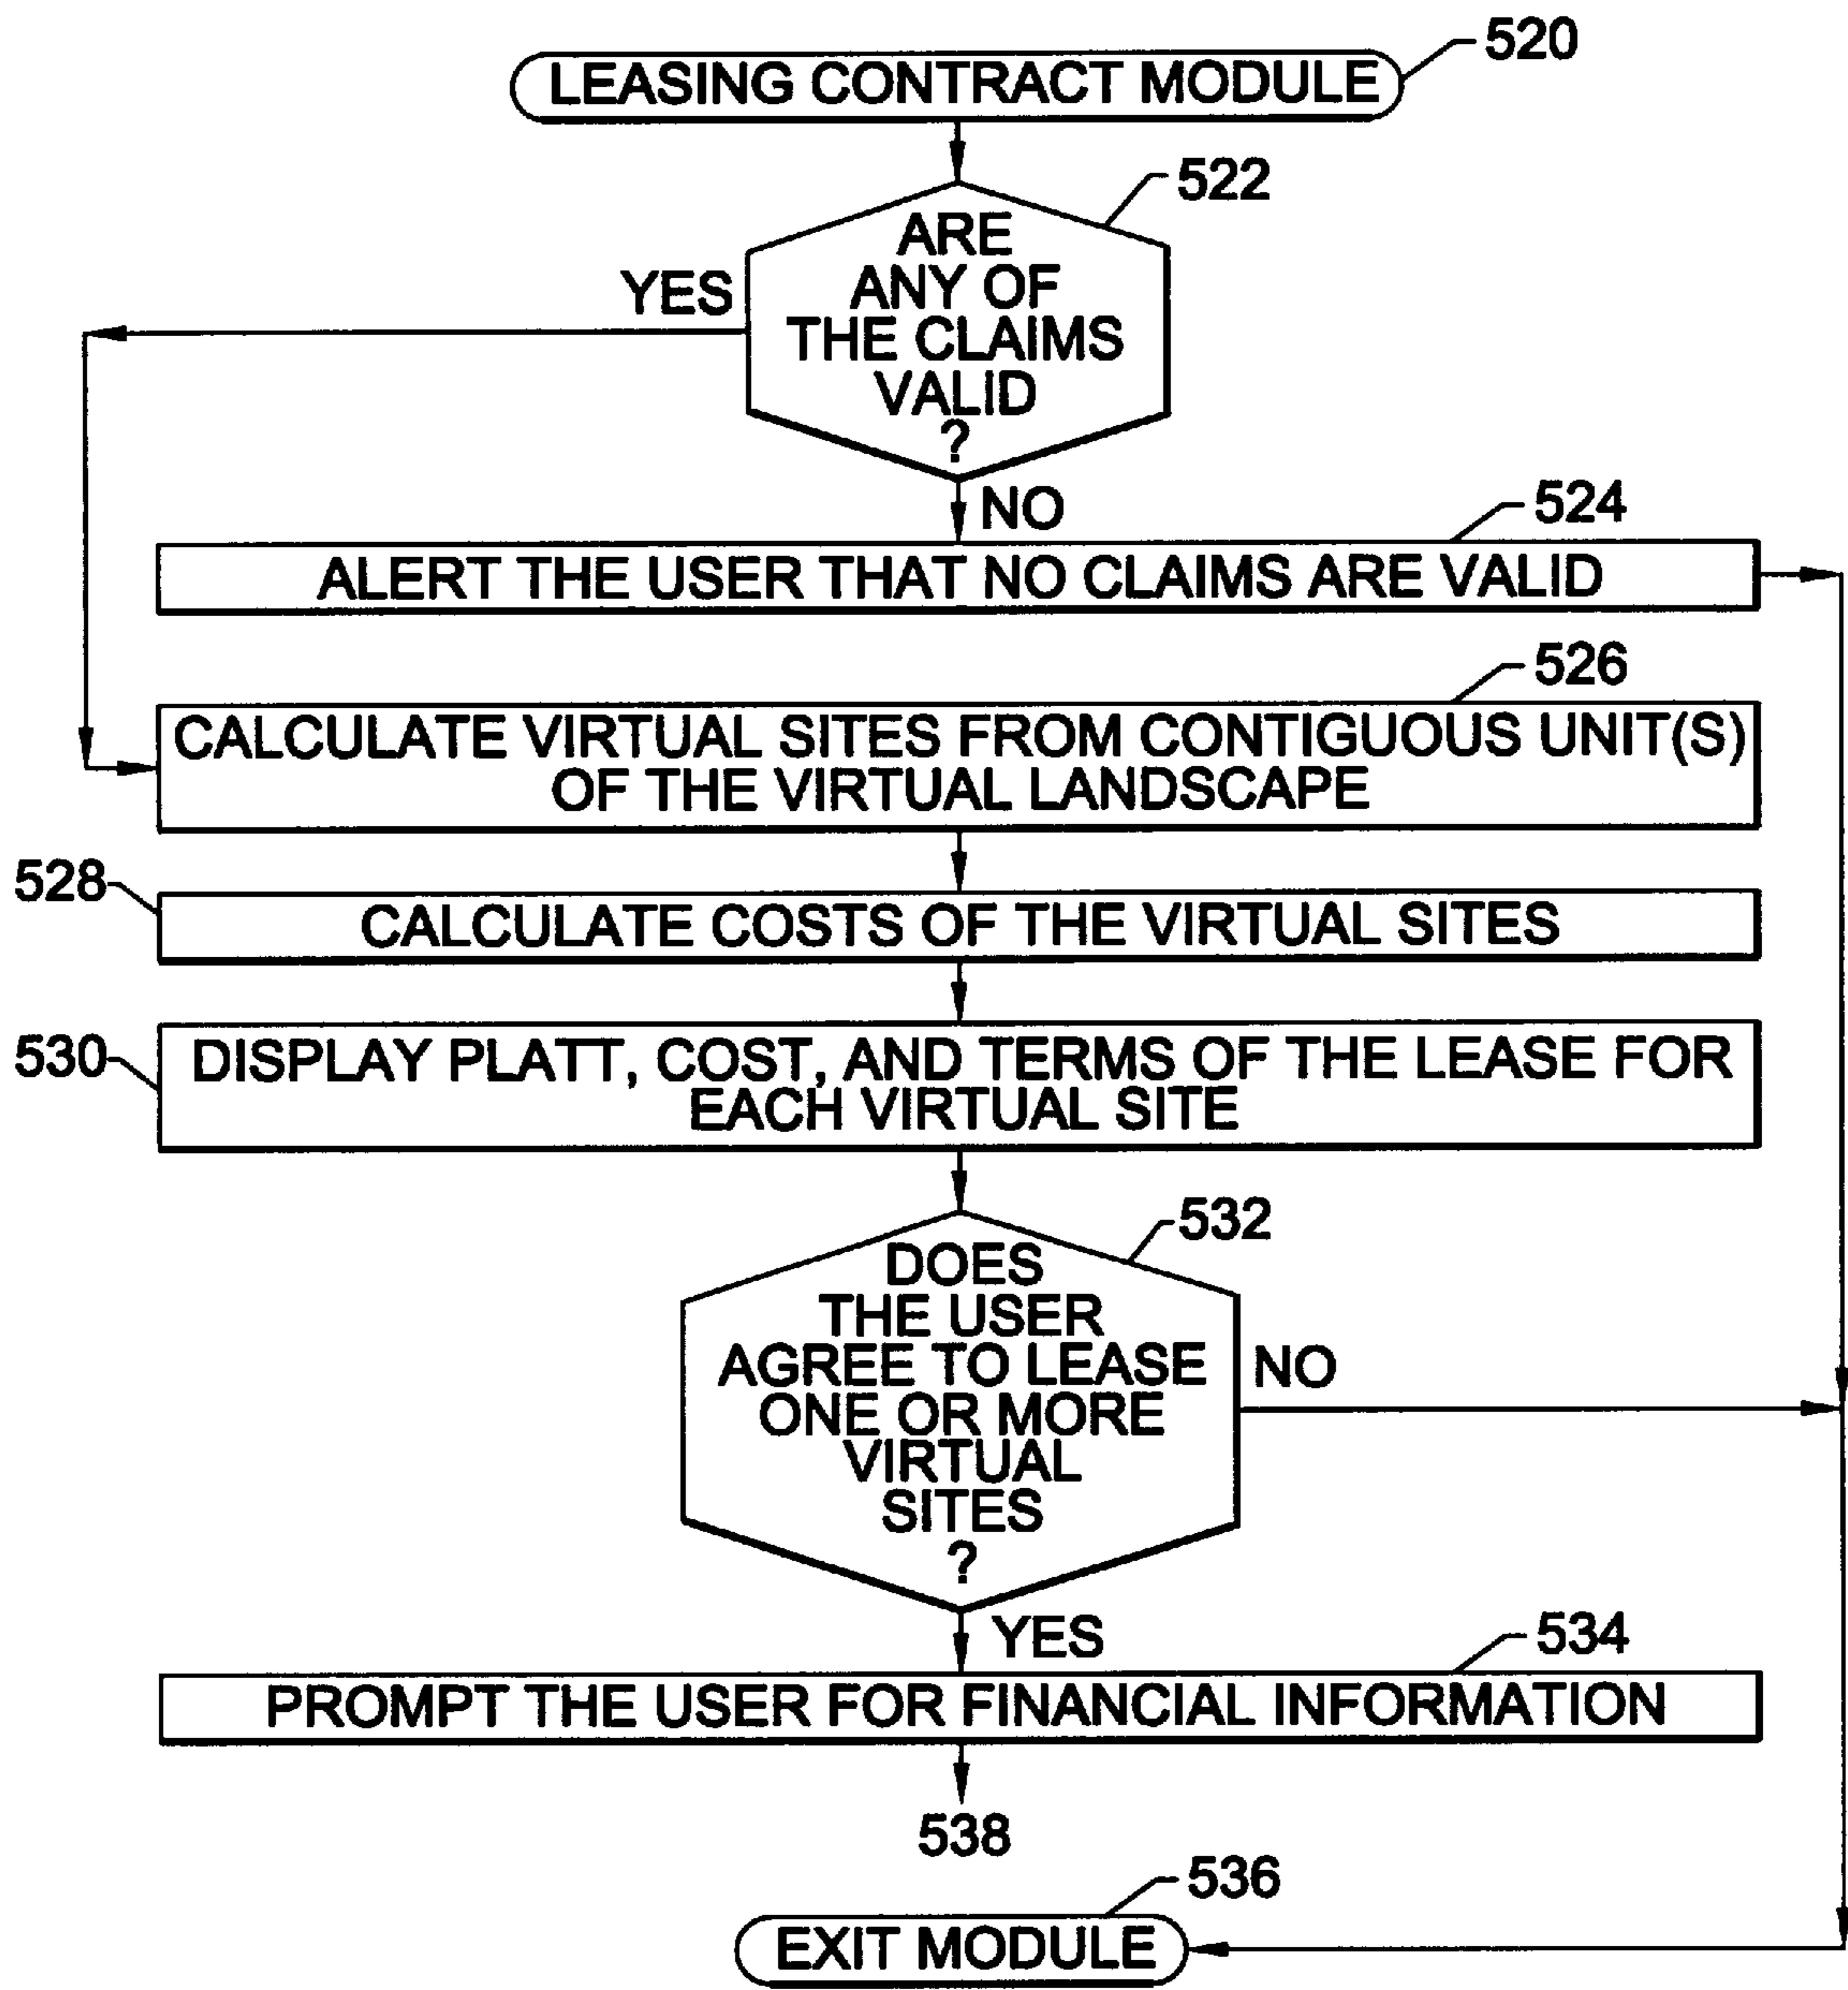 LEASING CONTRACT MODULE
520
522
ARE
ANY OF
THE CLAIMS
VALID
?
YES
NO
524
ALERT THE USER THAT NO CLAIMS ARE VALID
526
CALCULATE VIRTUAL SITES FROM CONTIGUOUS UNIT(S)
OF THE VIRTUAL LANDSCAPE
528
CALCULATE COSTS OF THE VIRTUAL SITES
530
DISPLAY PLATT, COST, AND TERMS OF THE LEASE FOR
EACH VIRTUAL SITE
532
DOES
THE USER
AGREE TO LEASE
ONE OR MORE
VIRTUAL
SITES
?
NO
YES
534
PROMPT THE USER FOR FINANCIAL INFORMATION
538
536
EXIT MODULE